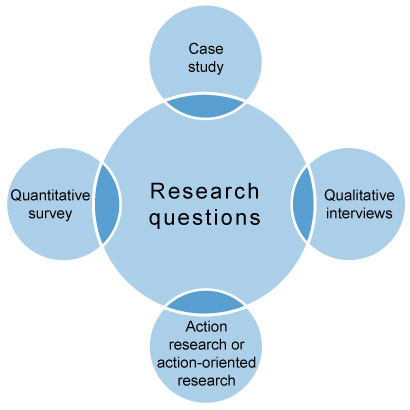 Case
study
Quantitative
survey
Research
questions
Qualitative
interviews
Action
research or
action-oriented
research